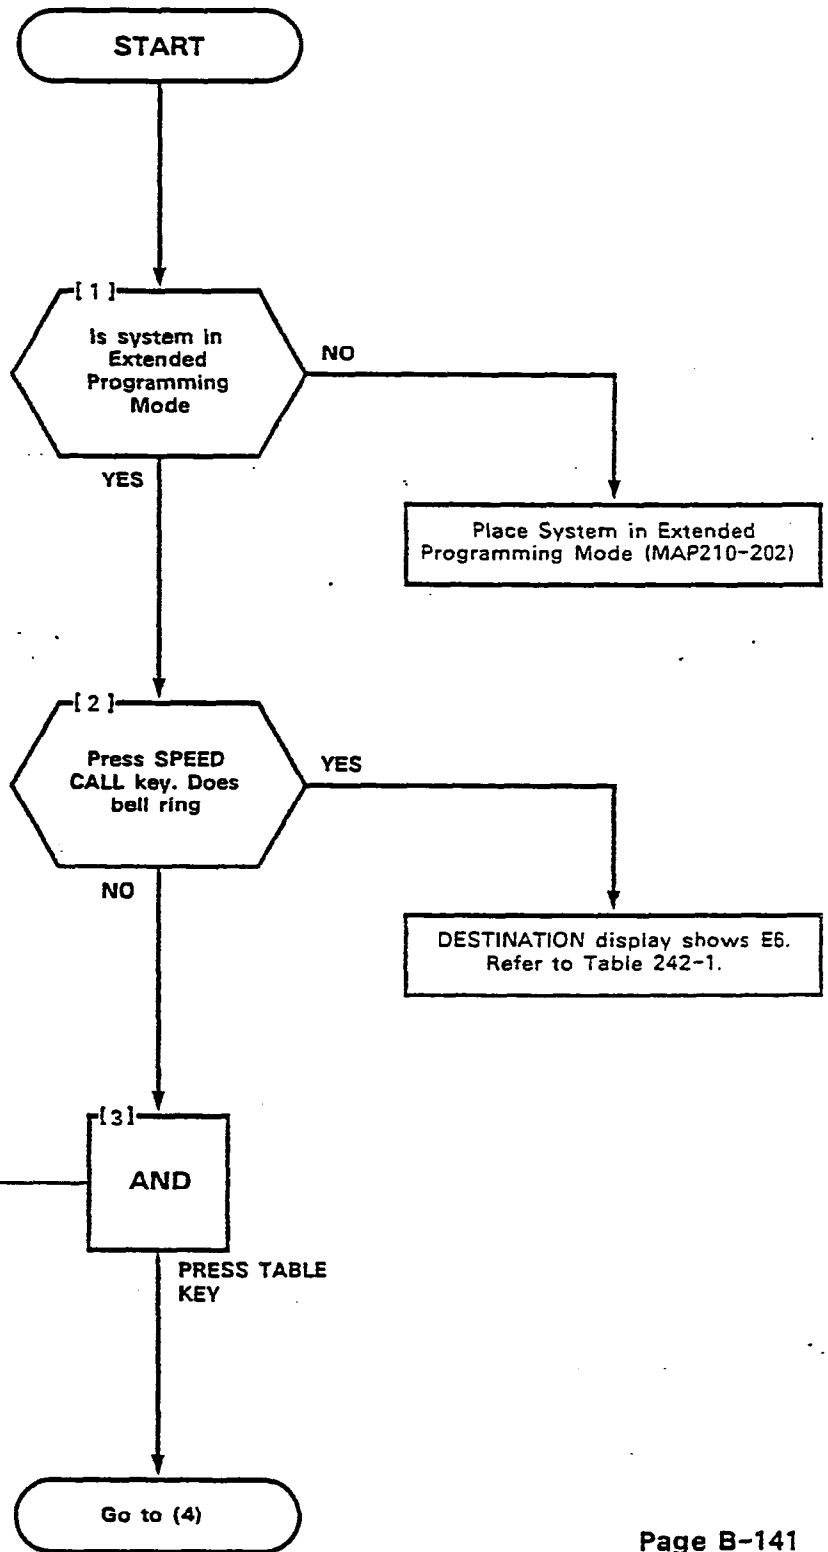 START
[1]
Is system in
Extended
Programming
Mode
NO
YES
Place System in Extended
Programming Mode (MAP210-202)
[2]
Press SPEED
CALL key. Does
bell ring
YES
NO
DESTINATION display shows E6.
Refer to Table 242-1.
[3]
AND
PRESS TABLE
KEY
Go to (4)
Page B-141